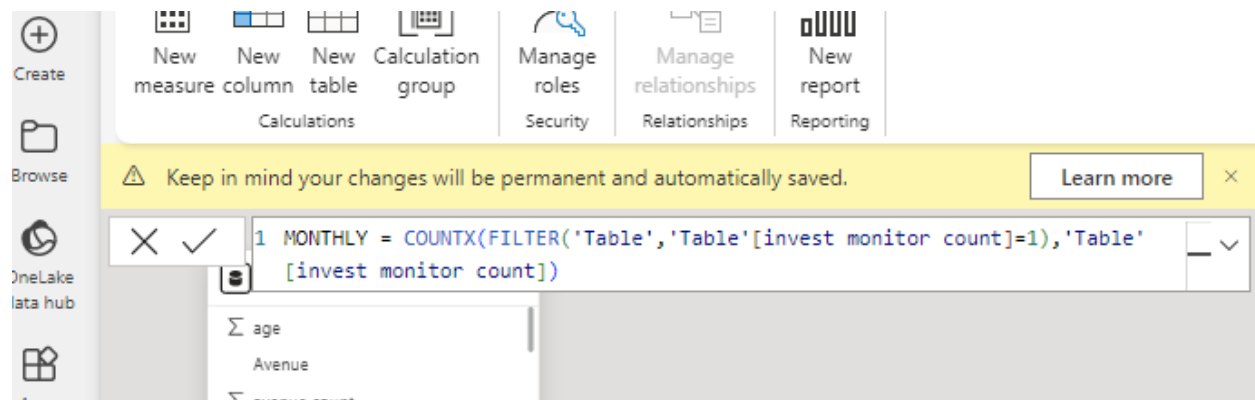 Create
Browse
OneLake
data hub
New measure
New column
New table
Calculation group
Calculations
Manage roles
Security
Manage relationships
Relationships
New report
Reporting
Keep in mind your changes will be permanent and automatically saved.
Learn more
1 MONTHLY = COUNTX(FILTER('Table','Table'[invest monitor count]=1),'Table'
[invest monitor count])
age
Avenue